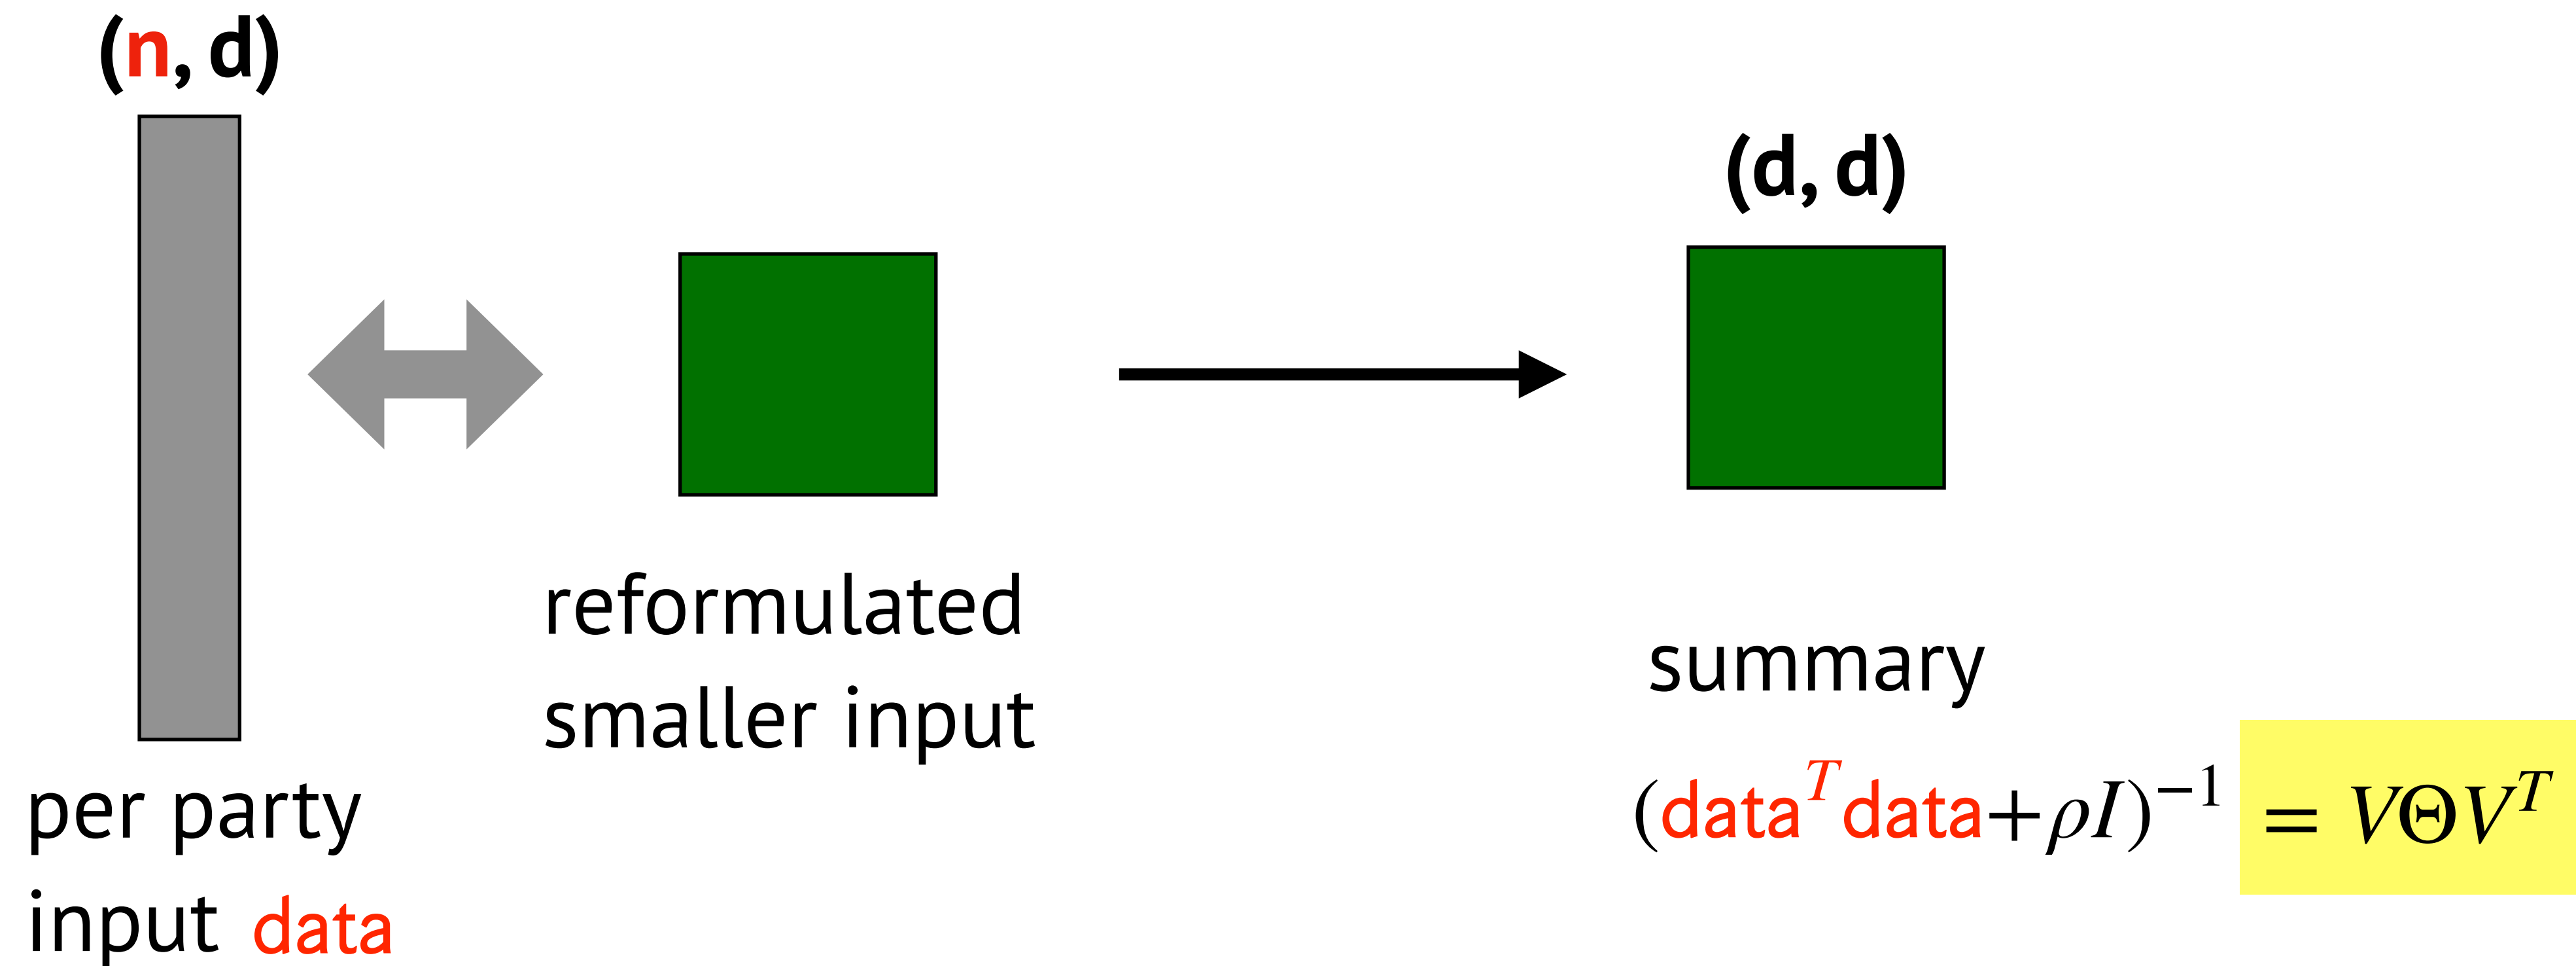 (n, d)
per party
input data
reformulated
smaller input
(d, d)
summary
(data^T data+ρI)^−1 = VΘV^T